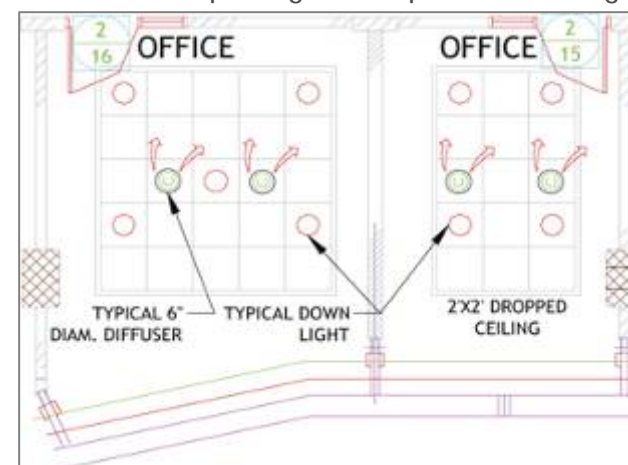 2
16
OFFICE
OFFICE
2
15
TYPICAL 6"
DIAM. DIFFUSER
TYPICAL DOWN
LIGHT
2'X2' DROPPED
CEILING